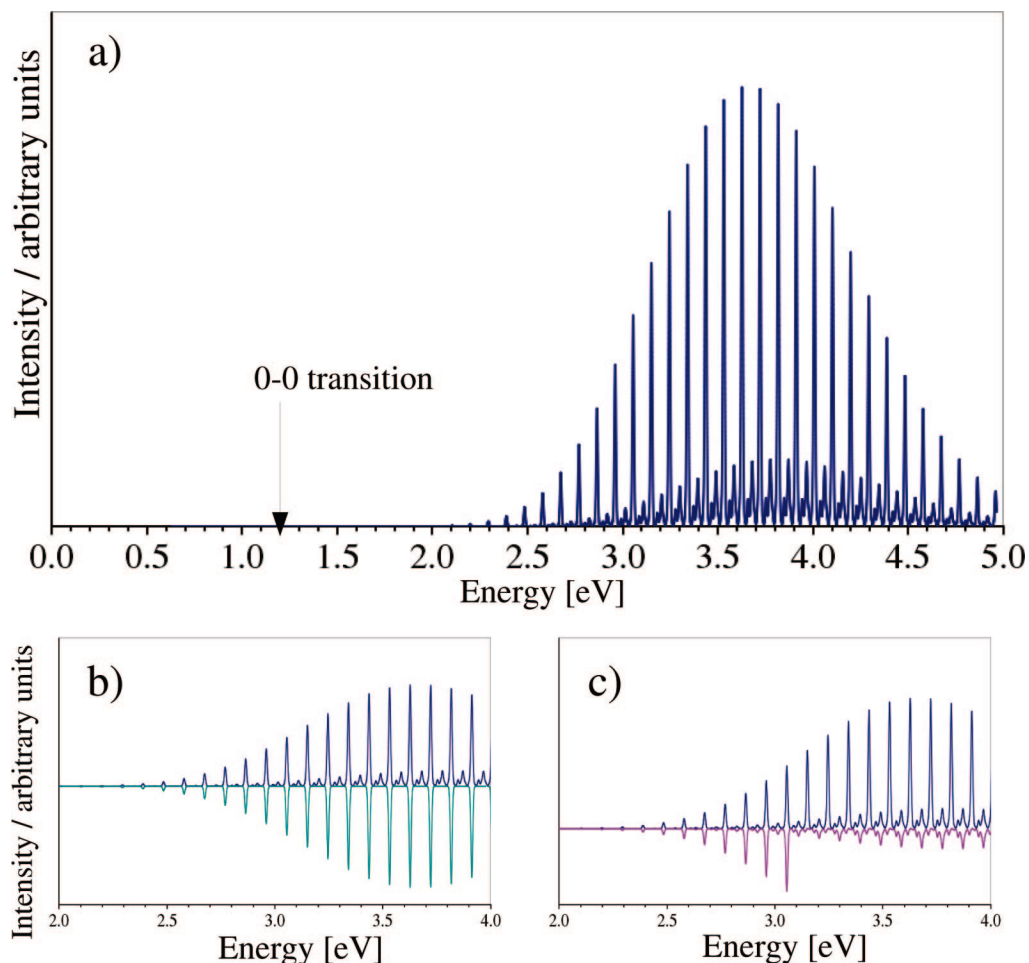 a)
Intensity / arbitrary units
0-0 transition
0.0 0.5 1.0 1.5 2.0 2.5 3.0 3.5 4.0 4.5 5.0
Energy [eV]
b)
Intensity / arbitrary units
2.0 2.5 3.0 3.5 4.0
Energy [eV]
c)
2.0 2.5 3.0 3.5 4.0
Energy [eV]